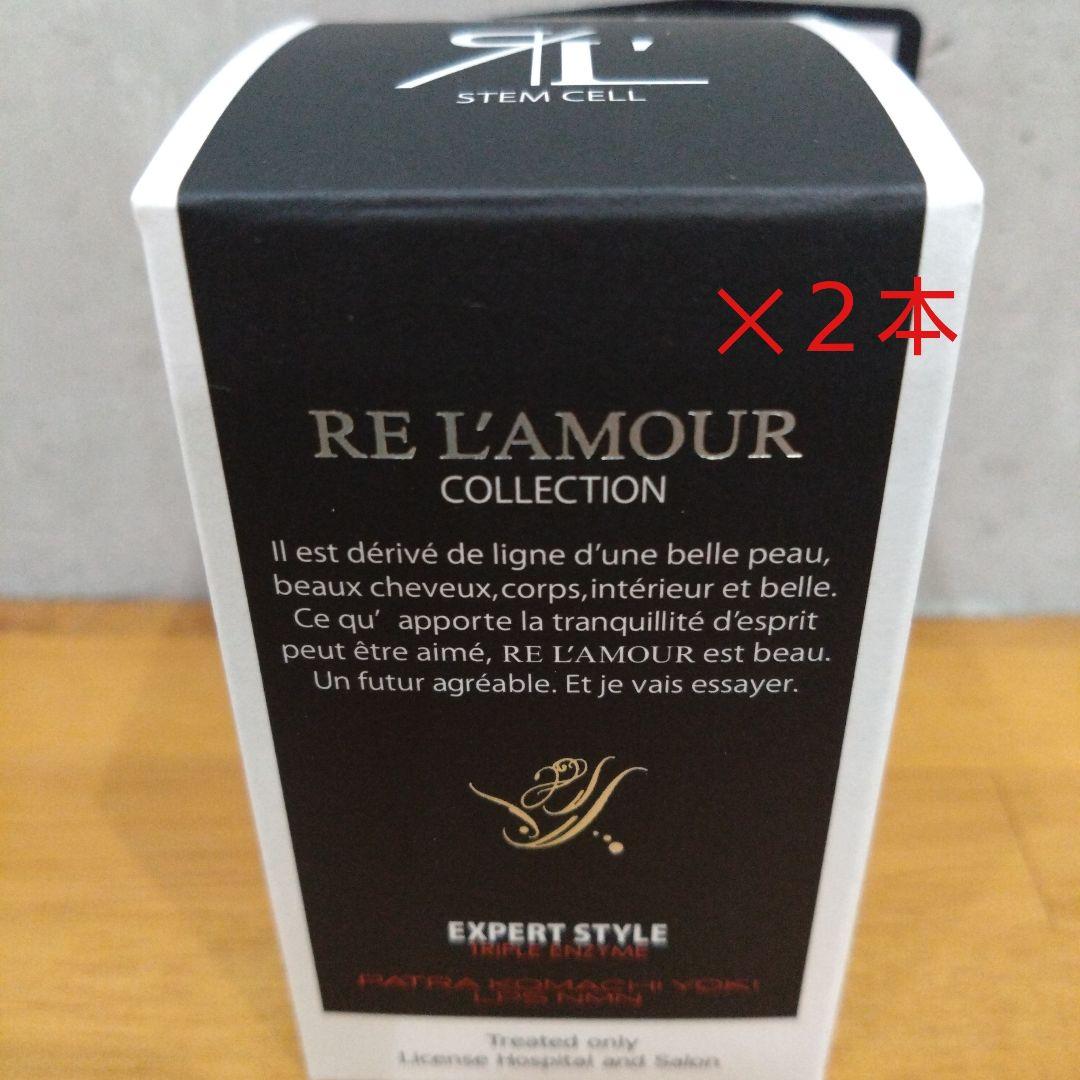 RL'
STEM CELL
×2本
RE L'AMOUR
COLLECTION
Il est dérivé de ligne d'une belle peau,
beaux cheveux,corps,intérieur et belle.
Ce qu' apporte la tranquillité d'esprit
peut être aimé, RE L'AMOUR est beau.
Un futur agréable. Et je vais essayer.
EXPERT STYLE
TRIPLE ENZYME
PATRA KOMACHI YOKI
LPS NMN
Treated only
License Hospital and Salon